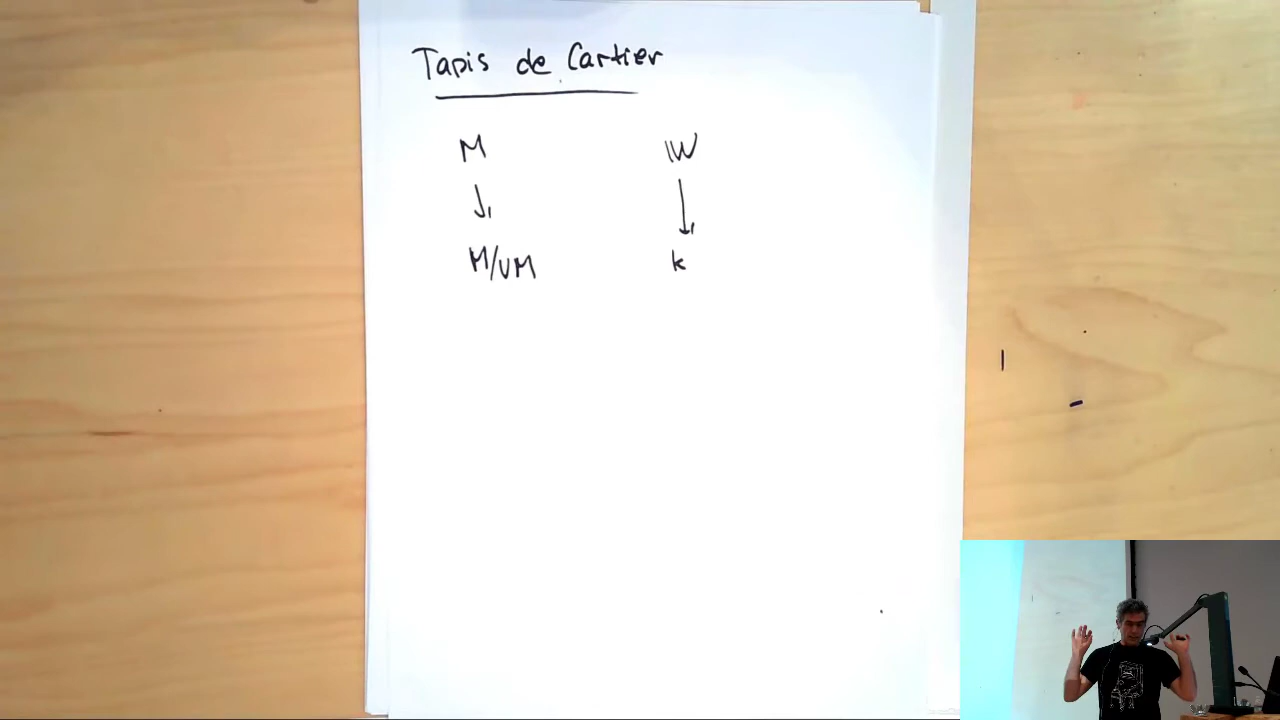 Tapis de Cartier
M W
↓ ↓
M/VM k